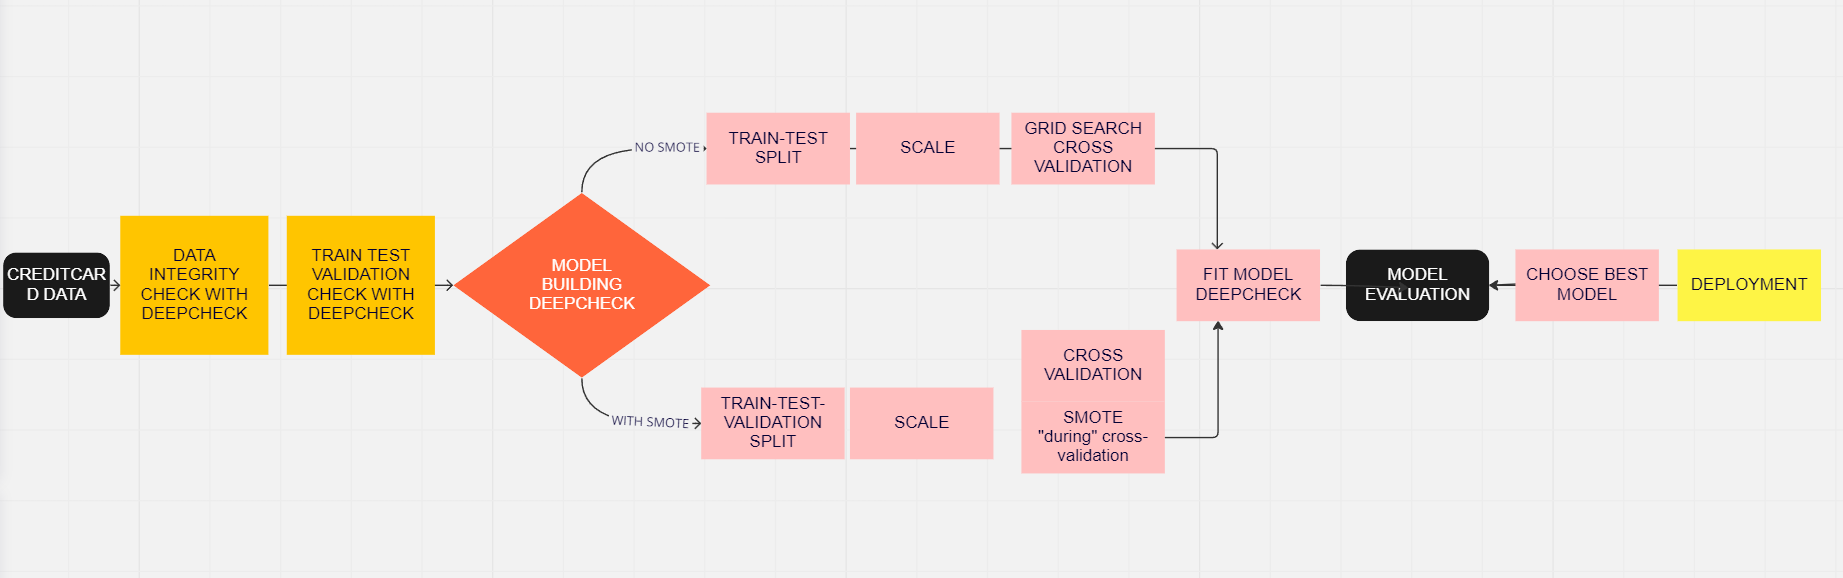 CREDITCAR
D DATA
DATA
INTEGRITY
CHECK WITH
DEEPCHECK
TRAIN TEST
VALIDATION
CHECK WITH
DEEPCHECK
MODEL
BUILDING
DEEPCHECK
NO SMOTE
TRAIN-TEST
SPLIT
SCALE
GRID SEARCH
CROSS
VALIDATION
WITH SMOTE
TRAIN-TEST-
VALIDATION
SPLIT
SCALE
CROSS
VALIDATION
SMOTE
"during" cross-
validation
FIT MODEL
DEEPCHECK
MODEL
EVALUATION
CHOOSE BEST
MODEL
DEPLOYMENT